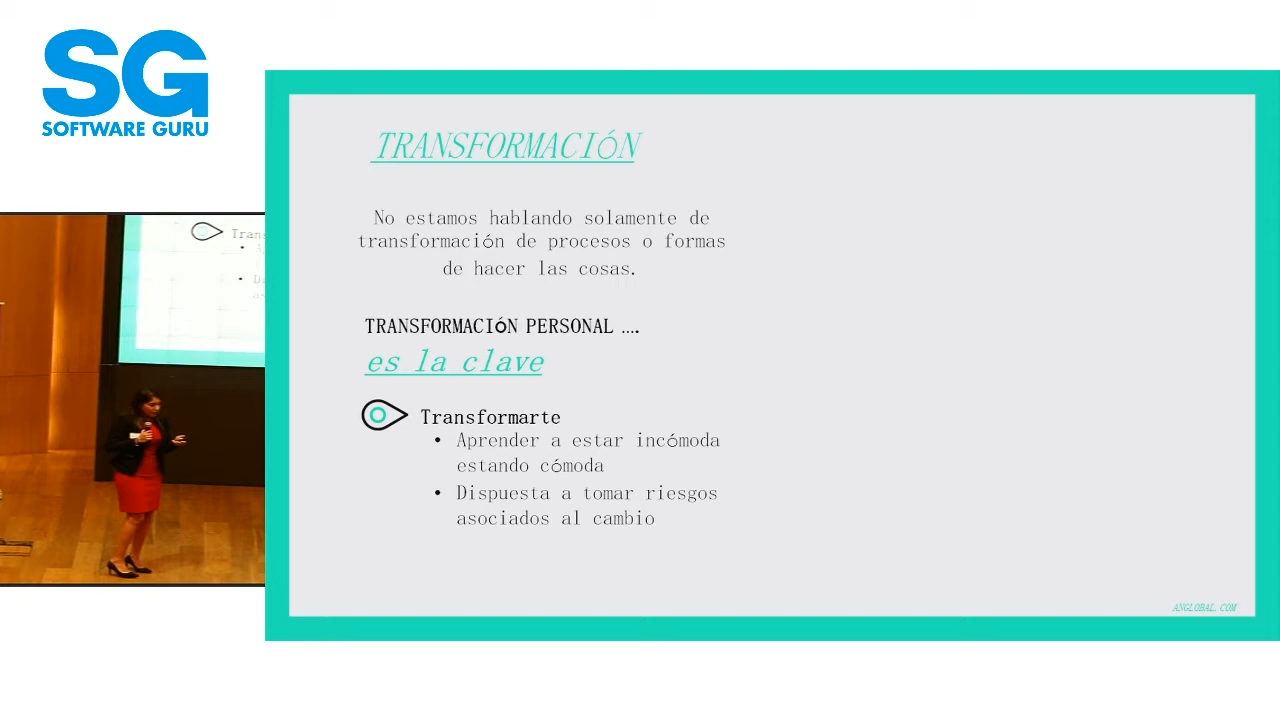 SG
SOFTWARE GURU
TRANSFORMACIÓN
No estamos hablando solamente de
transformación de procesos o formas
de hacer las cosas.
TRANSFORMACIÓN PERSONAL ....
es la clave
Transformarte
• Aprender a estar incómoda
estando cómoda
• Dispuesta a tomar riesgos
asociados al cambio
ANGLOBAL.COM